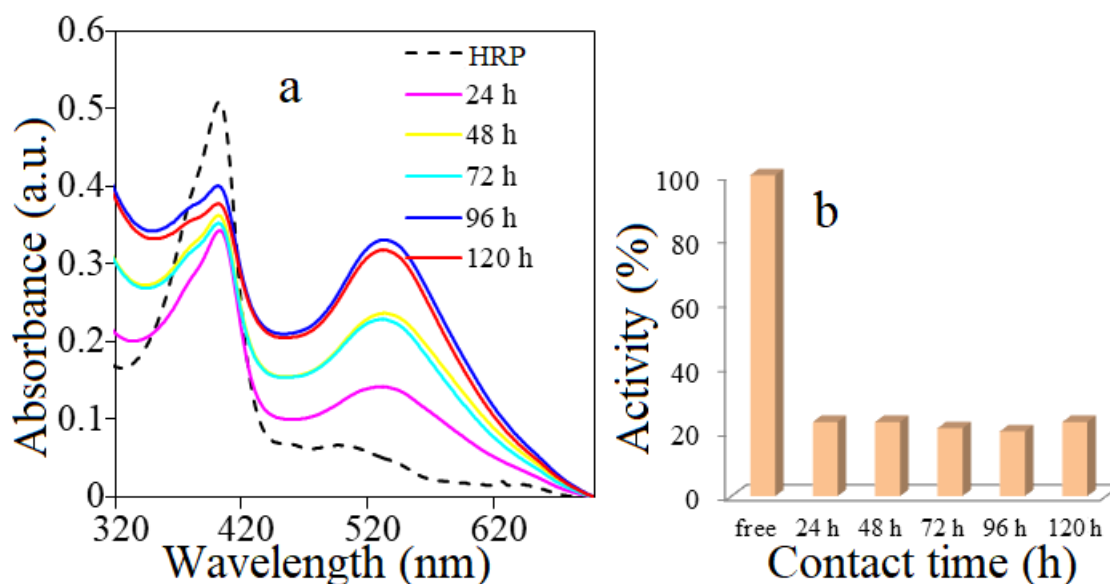 Absorbance (a.u.)
0.6
0.5
0.4
0.3
0.2
0.1
0
320
420
520
620
Wavelength (nm)
a
HRP
24 h
48 h
72 h
96 h
120 h
Activity (%)
100
80
60
40
20
0
b
free 24 h 48 h 72 h 96 h 120 h
Contact time (h)